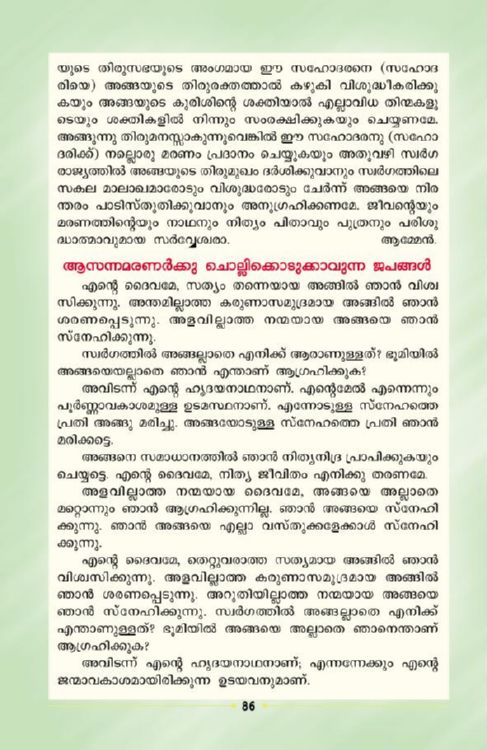 യുടെ തിരുസഭയുടെ അംഗമായ ഈ സഹോദരനെ (സഹോദ
രിയെ) അങ്ങയുടെ തിരുരക്തത്താൽ കഴുകി വിശുദ്ധീകരിക്കു
കയും അങ്ങയുടെ കുരിശിന്റെ ശക്തിയാൽ എല്ലാവിധ തിന്മകളു
ടെയും ശക്തികളിൽ നിന്നും സംരക്ഷിക്കുകയും ചെയ്യണമേ.
അങ്ങുന്നു തിരുമനസ്സാകുന്നുവെങ്കിൽ ഈ സഹോദരനു (സഹോ
ദരിക്ക്) നല്ലൊരു മരണം പ്രദാനം ചെയ്യുകയും അതുവഴി സ്വർഗ
രാജ്യത്തിൽ അങ്ങയുടെ തിരുമുഖം ദർശിക്കുവാനും സ്വർഗത്തിലെ
സകല മാലാഖമാരോടും വിശുദ്ധരോടും ചേർന്ന് അങ്ങയെ നിര
ന്തരം പാടിസ്തുതിക്കുവാനും അനുഗ്രഹിക്കണമേ. ജീവന്റെയും
മരണത്തിന്റെയും നാഥനും നിത്യം പിതാവും പുത്രനും പരിശു
ദ്ധാത്മാവുമായ സർവ്വേശ്വരാ. ആമ്മേൻ.
ആസന്നമരണർക്കു ചൊല്ലിക്കൊടുക്കാവുന്ന ജപങ്ങൾ
എന്റെ ദൈവമേ, സത്യം തന്നെയായ അങ്ങിൽ ഞാൻ വിശ്വ
സിക്കുന്നു. അന്തമില്ലാത്ത കരുണാസമുദ്രമായ അങ്ങിൽ ഞാൻ
ശരണപ്പെടുന്നു. അളവില്ലാത്ത നന്മയായ അങ്ങയെ ഞാൻ
സ്നേഹിക്കുന്നു.
സ്വർഗത്തിൽ അങ്ങല്ലാതെ എനിക്ക് ആരാണുള്ളത്? ഭൂമിയിൽ
അങ്ങയെയല്ലാതെ ഞാൻ എന്താണ് ആഗ്രഹിക്കുക?
അവിടന്ന് എന്റെ ഹൃദയനാഥനാണ്. എന്റെമേൽ എന്നെന്നും
പൂർണ്ണാവകാശമുള്ള ഉടമസ്ഥനാണ്. എന്നോടുള്ള സ്നേഹത്തെ
പ്രതി അങ്ങു മരിച്ചു. അങ്ങയോടുള്ള സ്നേഹത്തെ പ്രതി ഞാൻ
മരിക്കട്ടെ.
അങ്ങനെ സമാധാനത്തിൽ ഞാൻ നിത്യനിദ്ര പ്രാപിക്കുകയും
ചെയ്യട്ടെ. എന്റെ ദൈവമേ, നിത്യ ജീവിതം എനിക്കു തരണമേ.
അളവില്ലാത്ത നന്മയായ ദൈവമേ, അങ്ങയെ അല്ലാതെ
മറ്റൊന്നും ഞാൻ ആഗ്രഹിക്കുന്നില്ല. ഞാൻ അങ്ങയെ സ്നേഹി
ക്കുന്നു. ഞാൻ അങ്ങയെ എല്ലാ വസ്തുക്കളേക്കാൾ സ്നേഹി
ക്കുന്നു.
എന്റെ ദൈവമേ, തെറ്റുവരാത്ത സത്യമായ അങ്ങിൽ ഞാൻ
വിശ്വസിക്കുന്നു. അളവില്ലാത്ത കരുണാസമുദ്രമായ അങ്ങിൽ
ഞാൻ ശരണപ്പെടുന്നു. അറുതിയില്ലാത്ത നന്മയായ അങ്ങയെ
ഞാൻ സ്നേഹിക്കുന്നു. സ്വർഗത്തിൽ അങ്ങല്ലാതെ എനിക്ക്
എന്താണുള്ളത്? ഭൂമിയിൽ അങ്ങയെ അല്ലാതെ ഞാനെന്താണ്
ആഗ്രഹിക്കുക?
അവിടന്ന് എന്റെ ഹൃദയനാഥനാണ്; എന്നന്നേക്കും എന്റെ
ജന്മാവകാശമായിരിക്കുന്ന ഉടയവനുമാണ്.
86